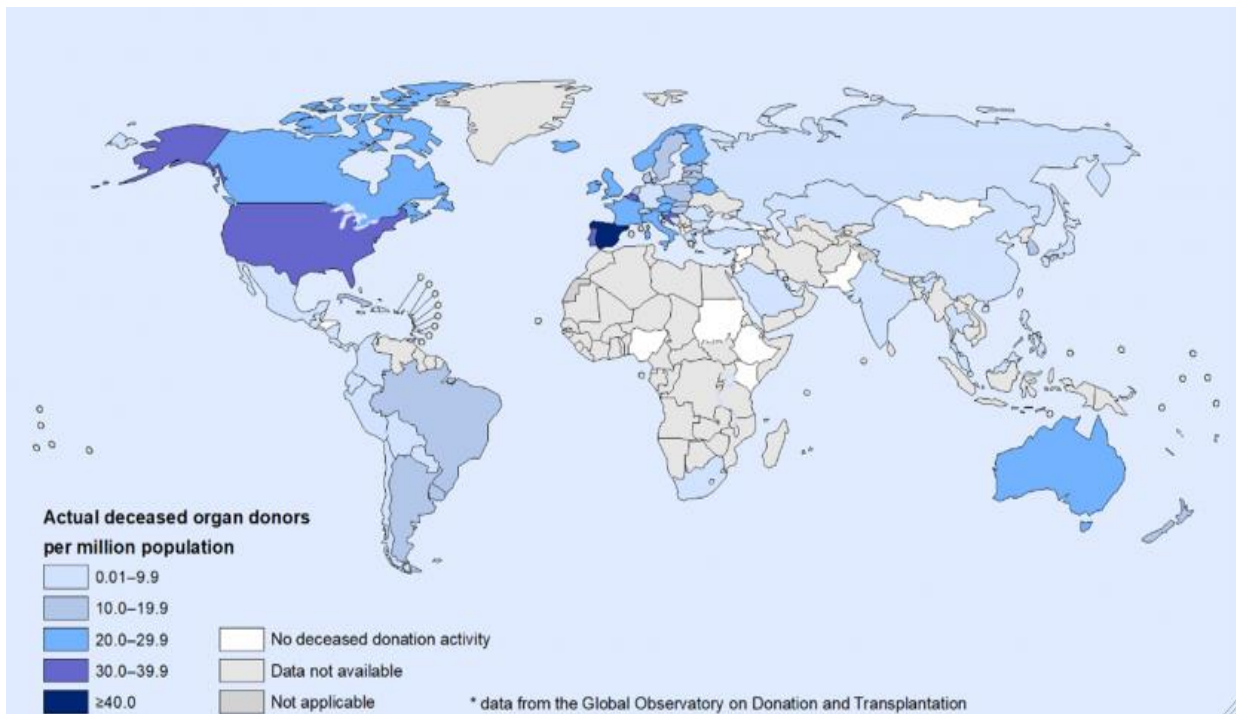 Actual deceased organ donors
per million population
0.01–9.9
10.0–19.9
20.0–29.9
30.0–39.9
≥40.0
No deceased donation activity
Data not available
Not applicable
* data from the Global Observatory on Donation and Transplantation